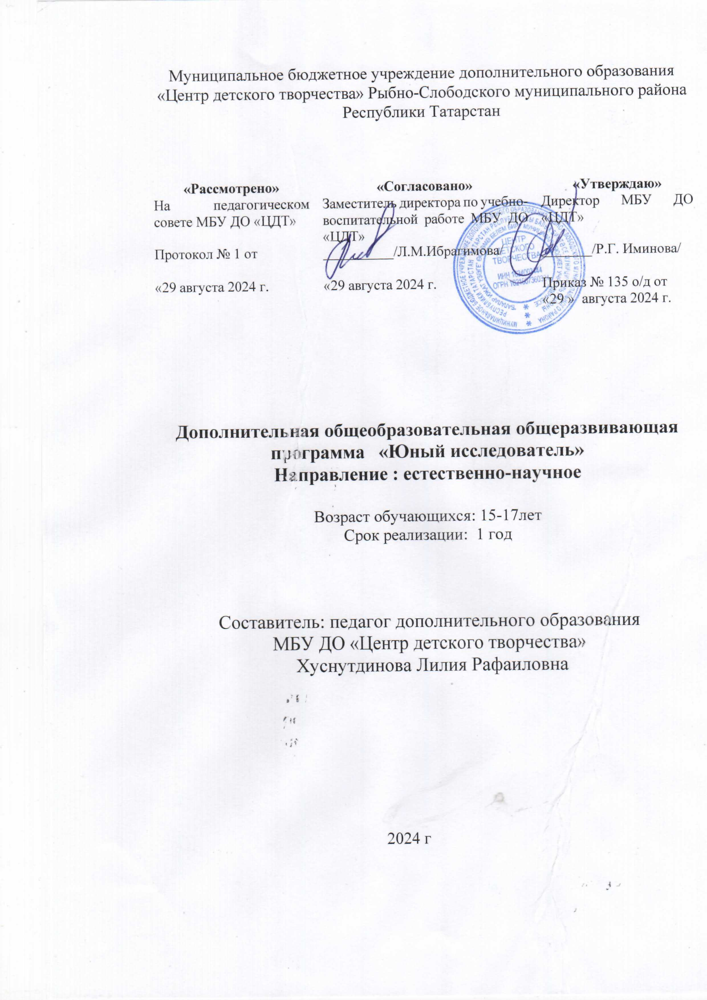 Муниципальное бюджетное учреждение дополнительного образования
«Центр детского творчества» Рыбно-Слободского муниципального района
Республики Татарстан
«Рассмотрено»
На педагогическом
совете МБУ ДО «ЦДТ»
Протокол № 1 от
«29 августа 2024 г.
«Согласовано»
Заместитель директора по учебно-
воспитательной работе МБУ ДО
«ЦДТ»
___________/Л.М.Ибрагимова/
«29 августа 2024 г.
«Утверждаю»
Директор МБУ ДО
«ЦДТ»
________/Р.Г. Иминова/
Приказ № 135 о/д от
«29 » августа 2024 г.
ЦЕНТР
ДЕТСКОГО
ТВОРЧЕСТВА
ИНН
ОГРН
Дополнительная общеобразовательная общеразвивающая
программа «Юный исследователь»
Направление : естественно-научное
Возраст обучающихся: 15-17лет
Срок реализации: 1 год
Составитель: педагог дополнительного образования
МБУ ДО «Центр детского творчества»
Хуснутдинова Лилия Рафаиловна
2024 г